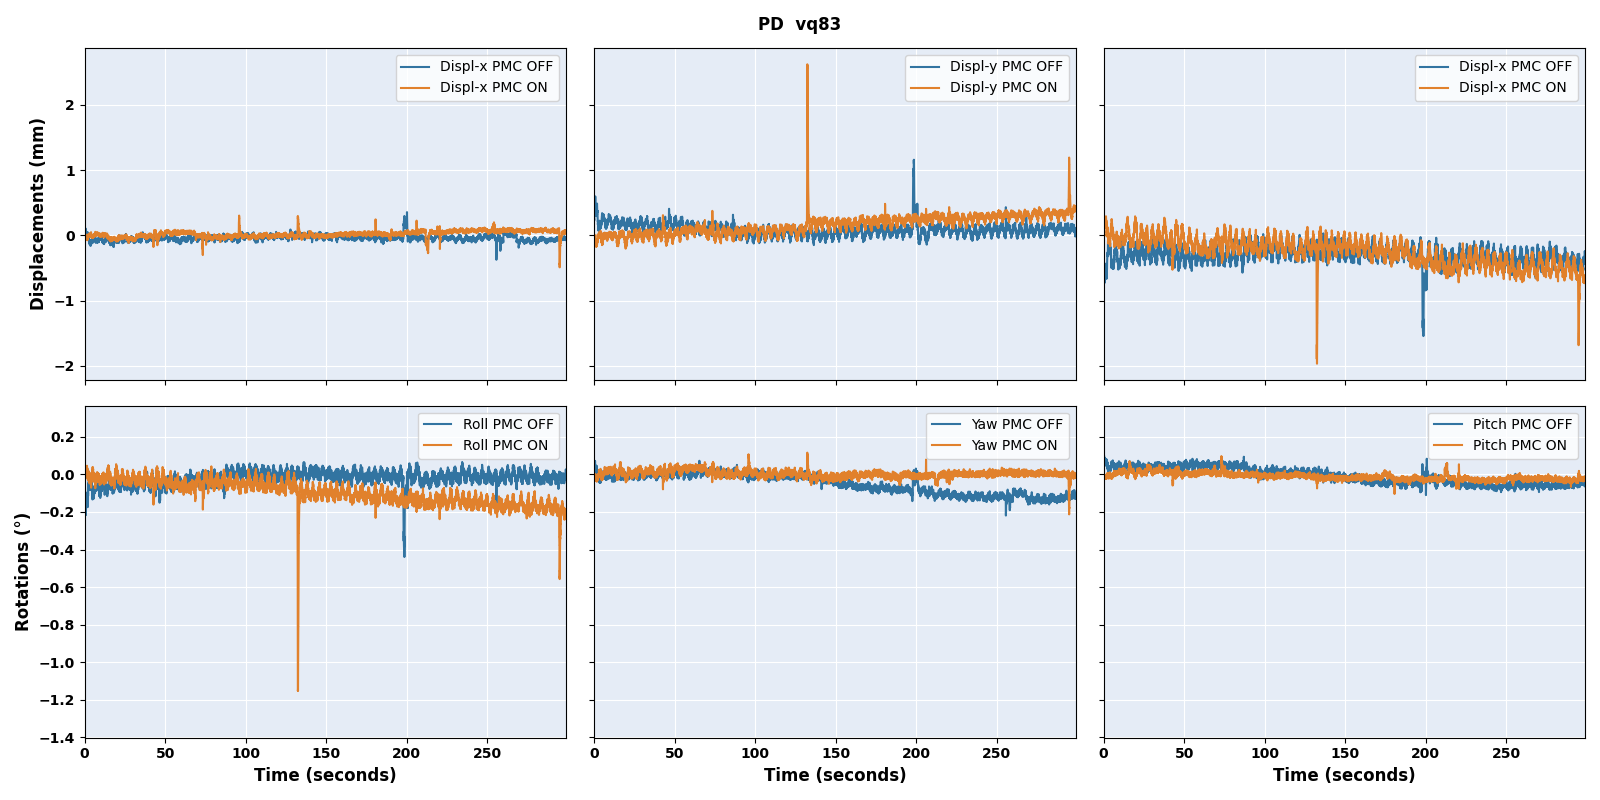 PD  vq83
Displ-x PMC OFF
Displ-x PMC ON
Displ-y PMC OFF
Displ-y PMC ON
Displ-x PMC OFF
Displ-x PMC ON
Displacements (mm)
2
1
0
−1
−2
Roll PMC OFF
Roll PMC ON
Yaw PMC OFF
Yaw PMC ON
Pitch PMC OFF
Pitch PMC ON
Rotations (°)
0.2
0.0
−0.2
−0.4
−0.6
−0.8
−1.0
−1.2
−1.4
0 50 100 150 200 250
0 50 100 150 200 250
0 50 100 150 200 250
Time (seconds)
Time (seconds)
Time (seconds)